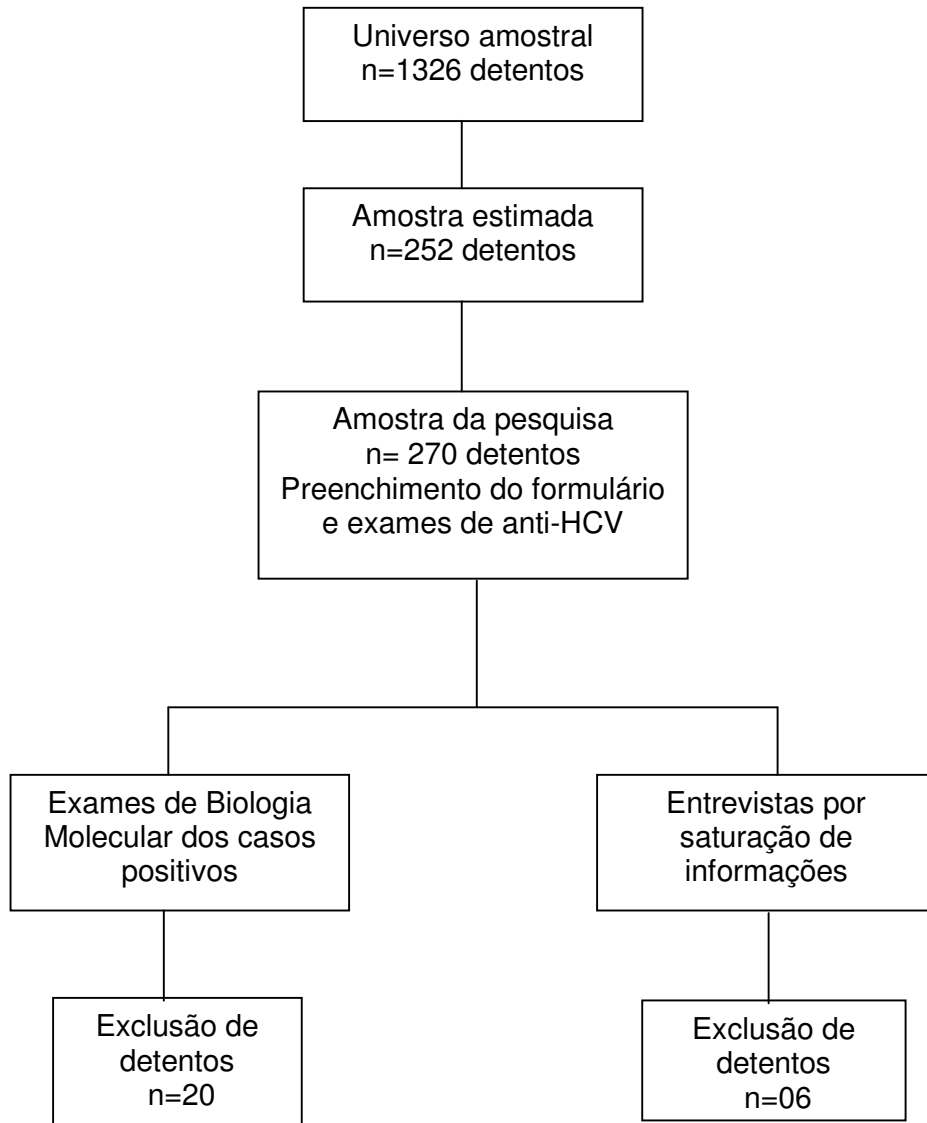 Universo amostral
n=1326 detentos
Amostra estimada
n=252 detentos
Amostra da pesquisa
n= 270 detentos
Preenchimento do formulário
e exames de anti-HCV
Exames de Biologia
Molecular dos casos
positivos
Entrevistas por
saturação de
informações
Exclusão de
detentos
n=20
Exclusão de
detentos
n=06